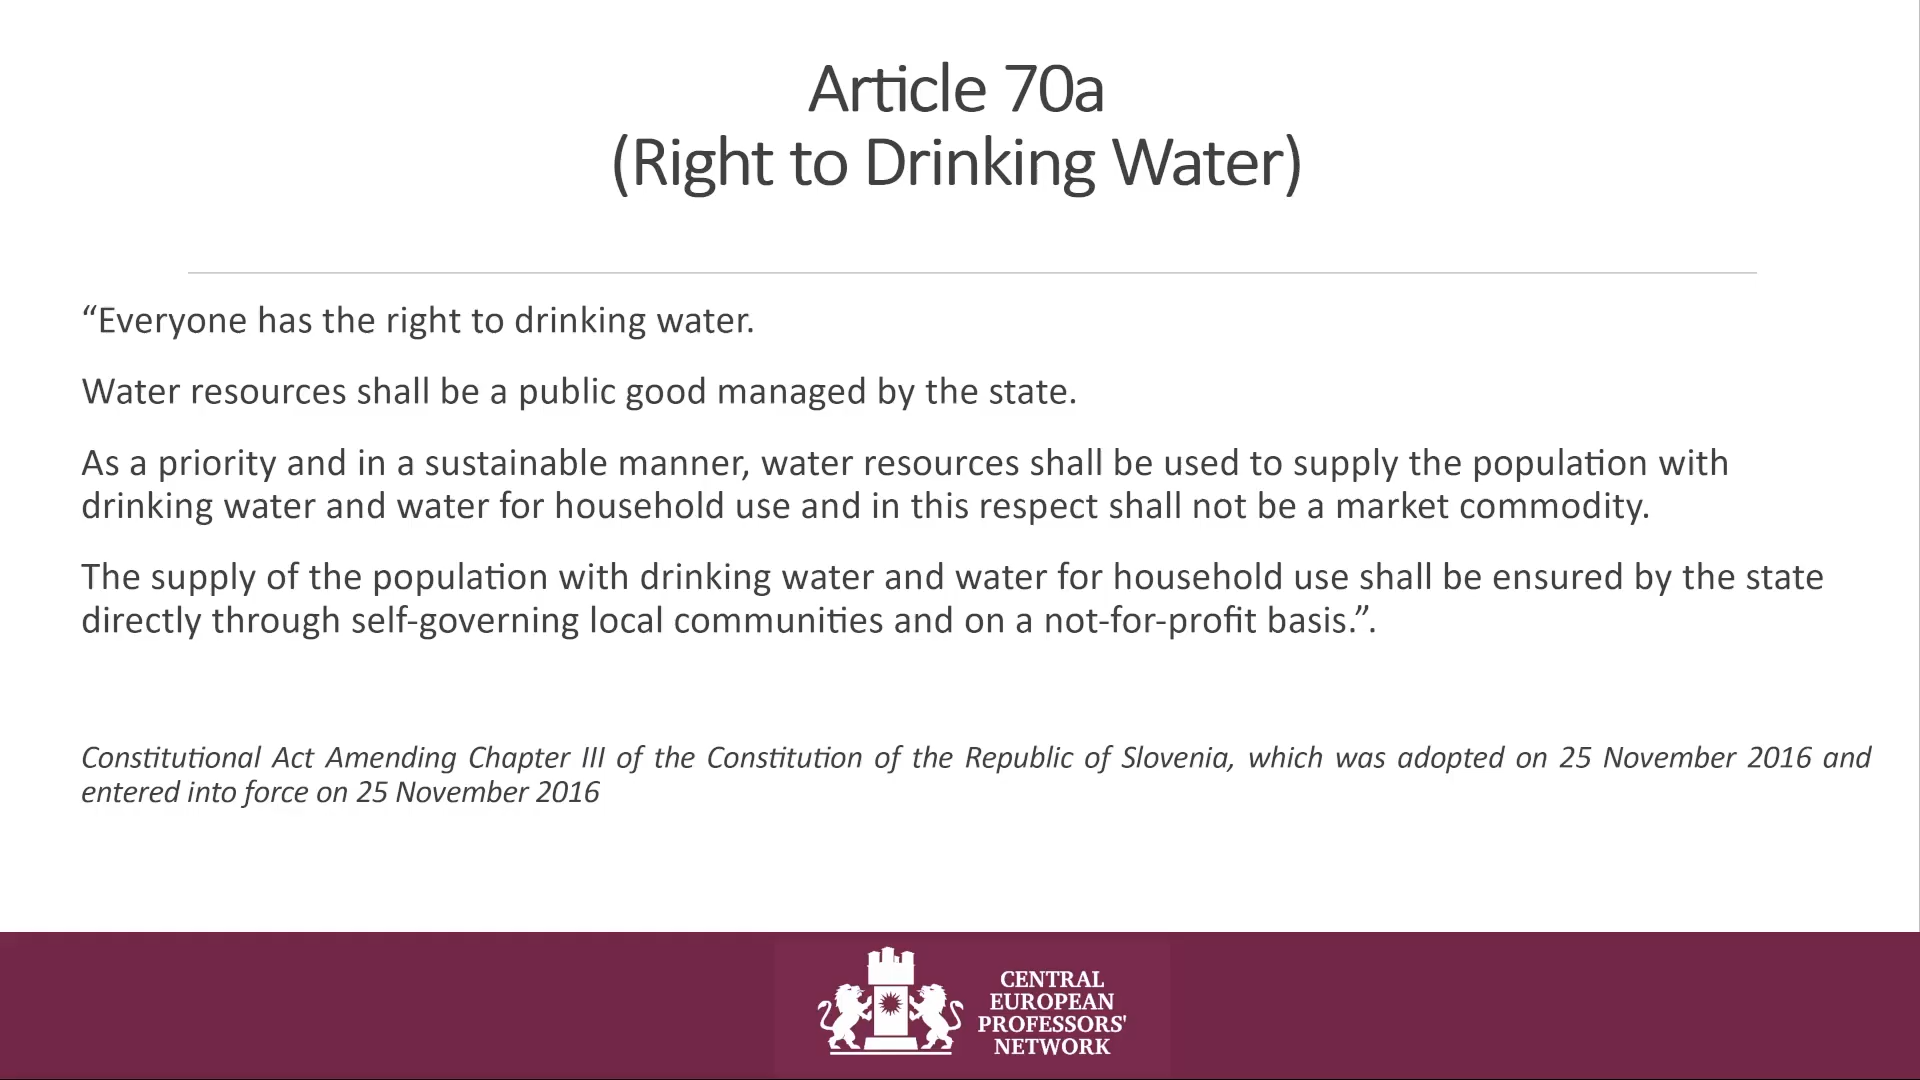 Article 70a
(Right to Drinking Water)
“Everyone has the right to drinking water.
Water resources shall be a public good managed by the state.
As a priority and in a sustainable manner, water resources shall be used to supply the population with
drinking water and water for household use and in this respect shall not be a market commodity.
The supply of the population with drinking water and water for household use shall be ensured by the state
directly through self-governing local communities and on a not-for-profit basis.”.
Constitutional Act Amending Chapter III of the Constitution of the Republic of Slovenia, which was adopted on 25 November 2016 and
entered into force on 25 November 2016
CENTRAL
EUROPEAN
PROFESSORS'
NETWORK